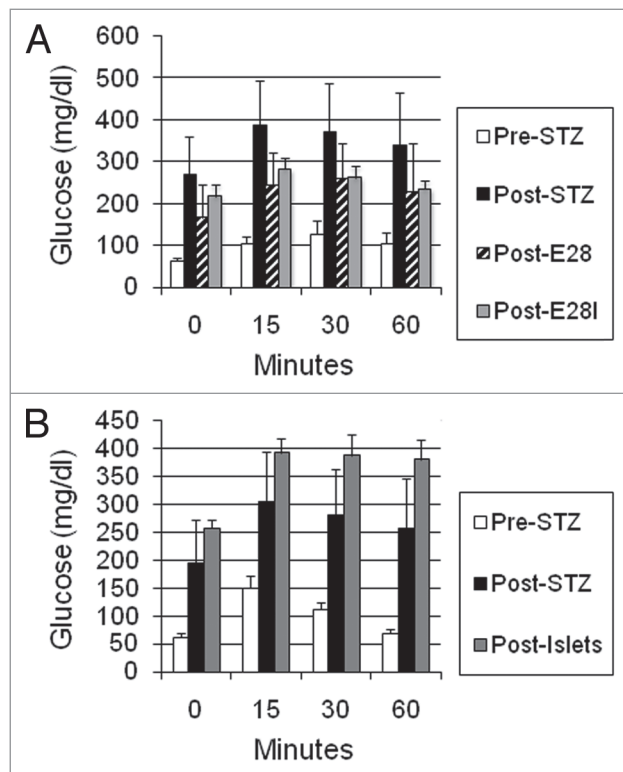 A
600
500
400
300
200
100
0
Glucose (mg/dl)
0 15 30 60
Minutes
Pre-STZ
Post-STZ
Post-E28
Post-E28I
B
450
400
350
300
250
200
150
100
50
0
Glucose (mg/dl)
0 15 30 60
Minutes
Pre-STZ
Post-STZ
Post-Islets